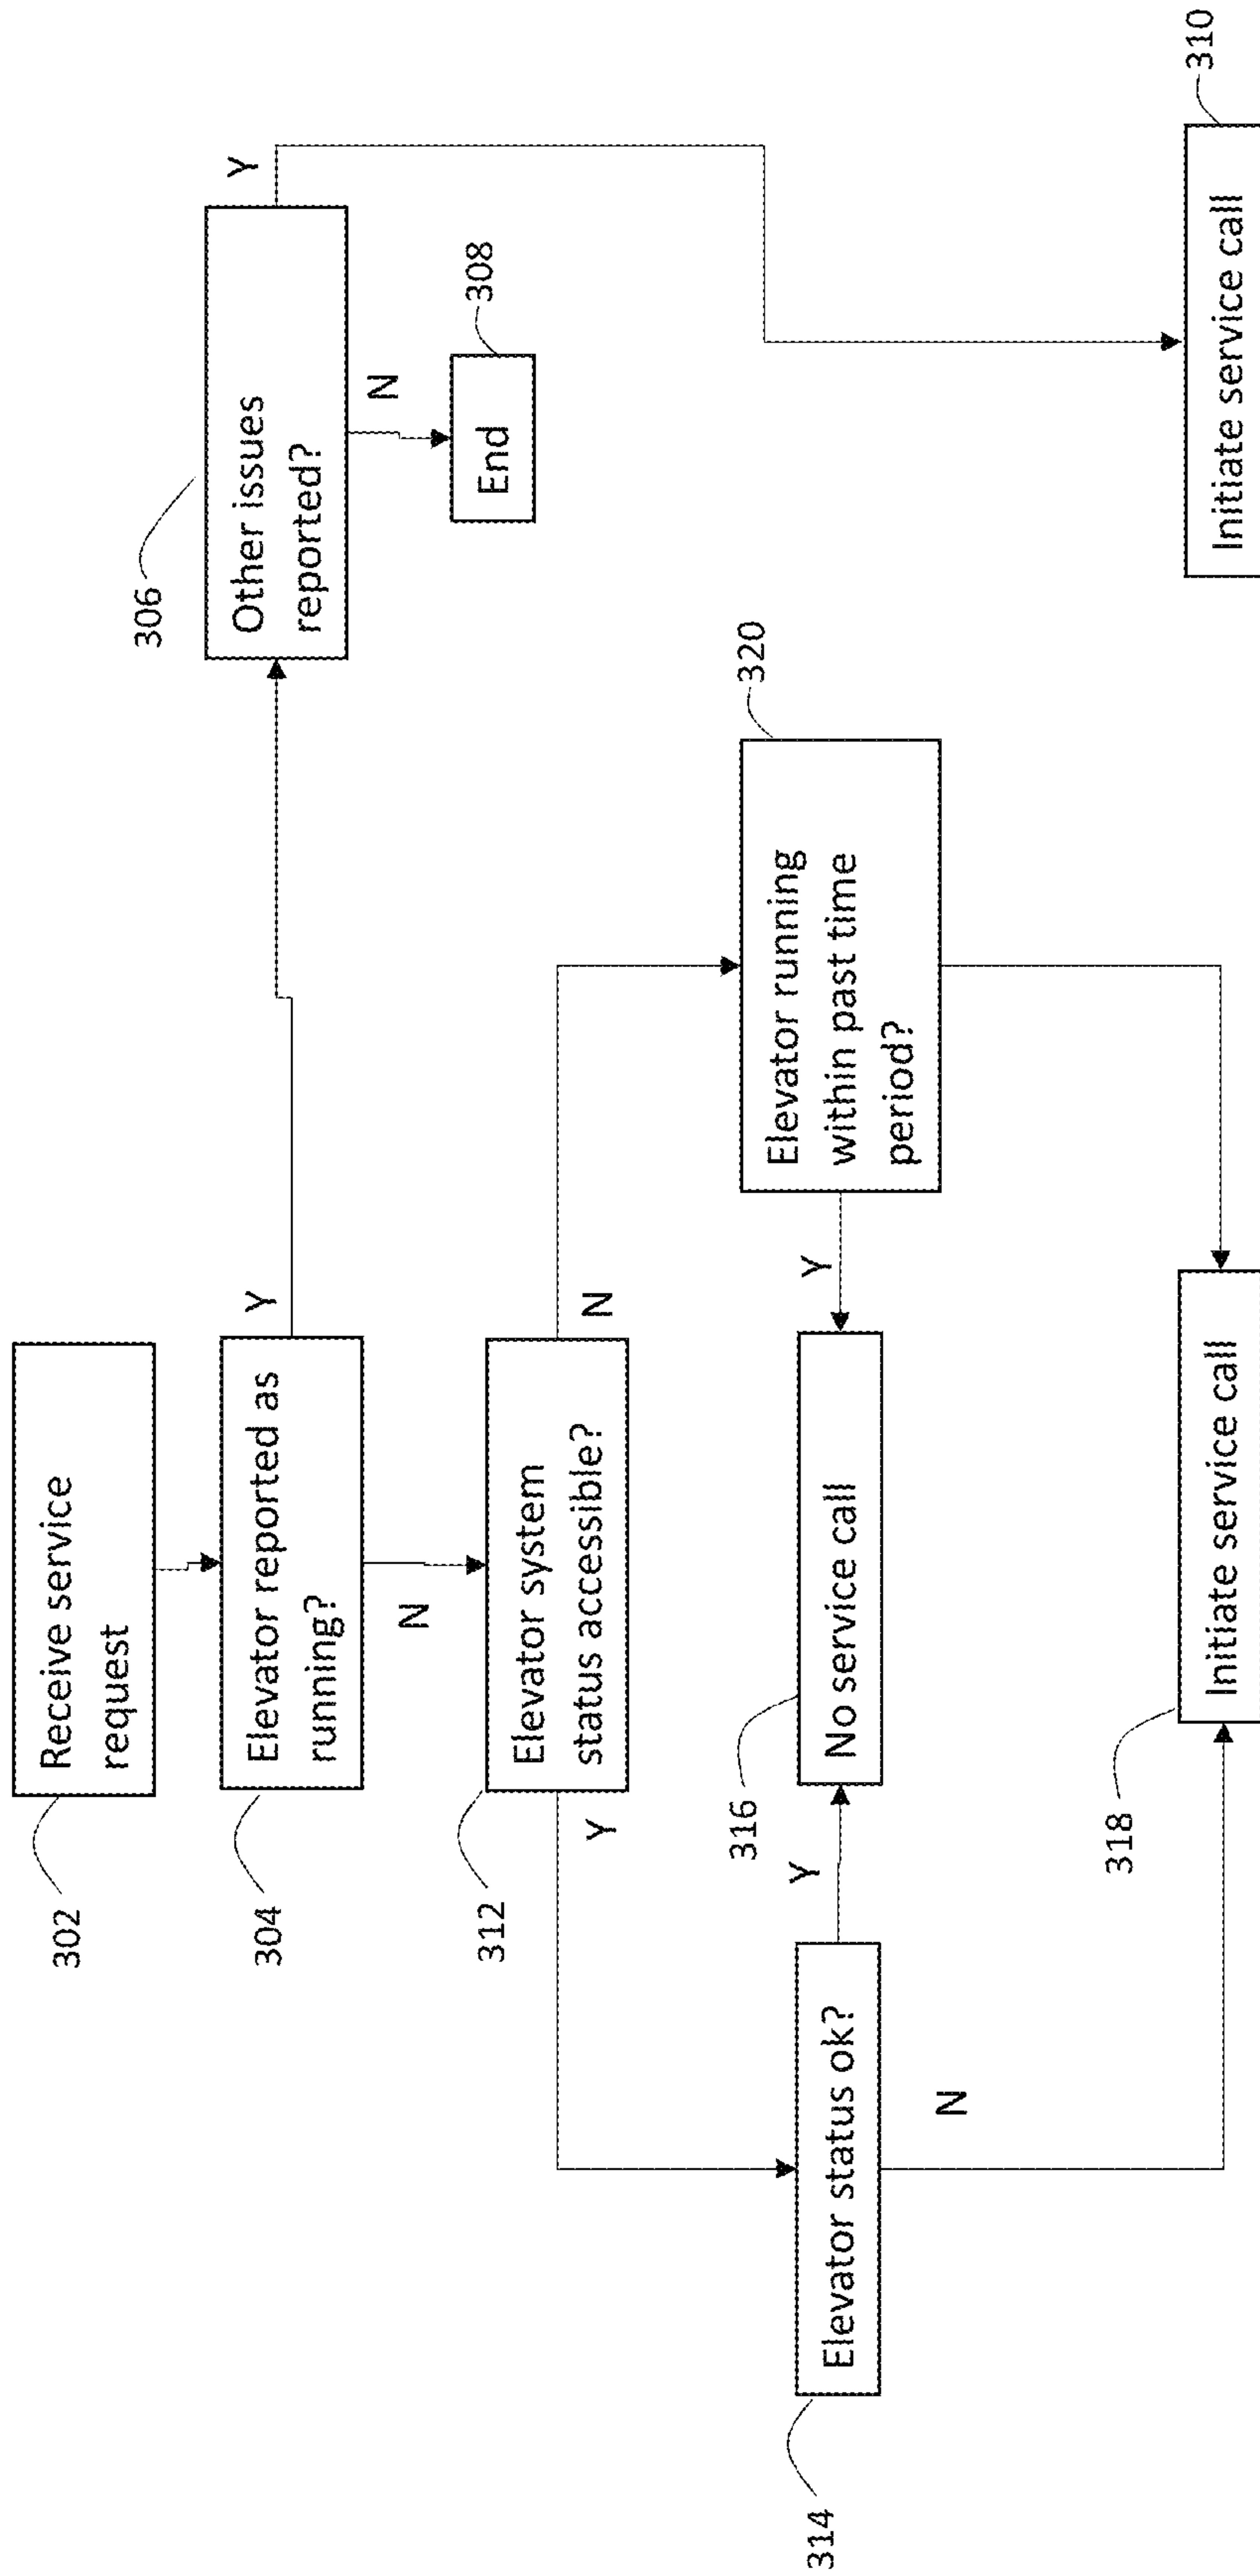 302
Receive service
request
304
Elevator reported as
running?
Y
N
306
Other issues
reported?
Y
N
308
End
312
Elevator system
status accessible?
Y
N
314
Elevator status ok?
Y
N
316
No service call
Y
320
Elevator running
within past time
period?
318
Initiate service call
310
Initiate service call